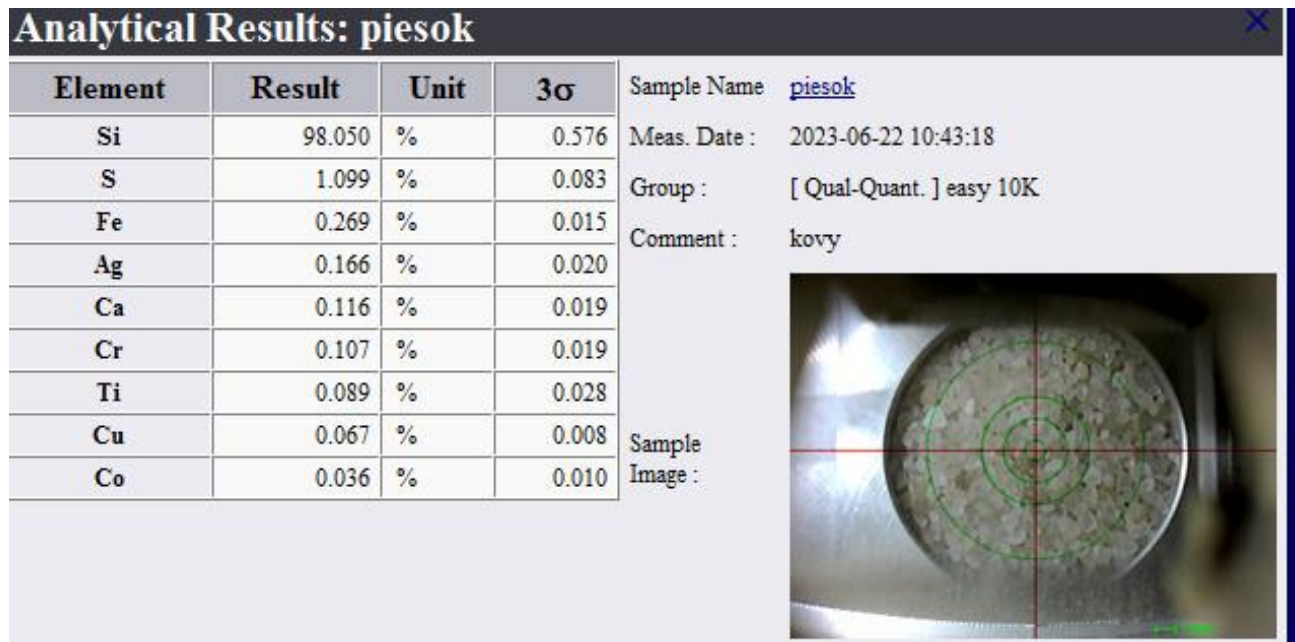 Analytical Results: piesok
Element Result Unit 3σ
Si 98.050 % 0.576
S 1.099 % 0.083
Fe 0.269 % 0.015
Ag 0.166 % 0.020
Ca 0.116 % 0.019
Cr 0.107 % 0.019
Ti 0.089 % 0.028
Cu 0.067 % 0.008
Co 0.036 % 0.010
Sample Name piesok
Meas. Date : 2023-06-22 10:43:18
Group : [ Qual-Quant. ] easy 10K
Comment : kovy
Sample
Image :